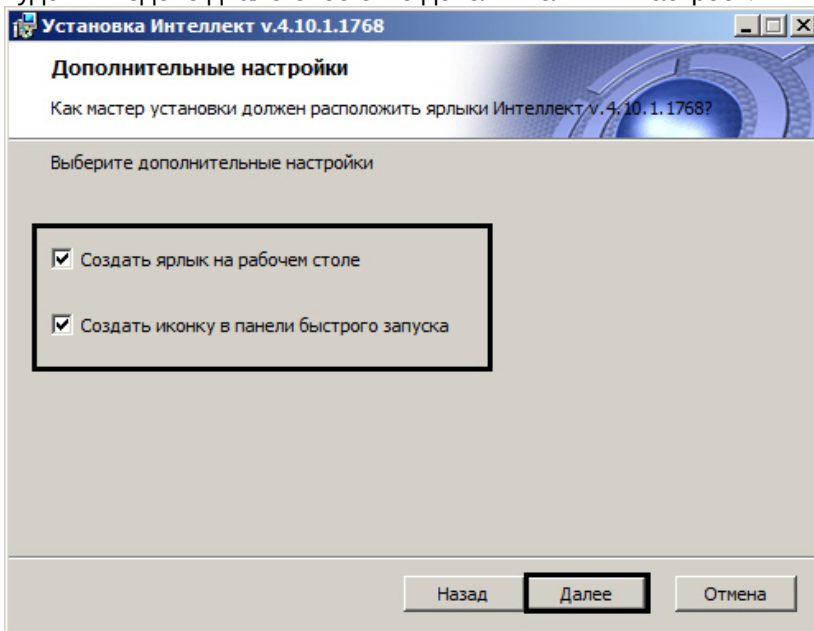 Установка Интеллект v.4.10.1.1768
Дополнительные настройки
Как мастер установки должен расположить ярлыки Интеллект v.4.10.1.1768?
Выберите дополнительные настройки
Создать ярлык на рабочем столе
Создать иконку в панели быстрого запуска
Назад Далее Отмена